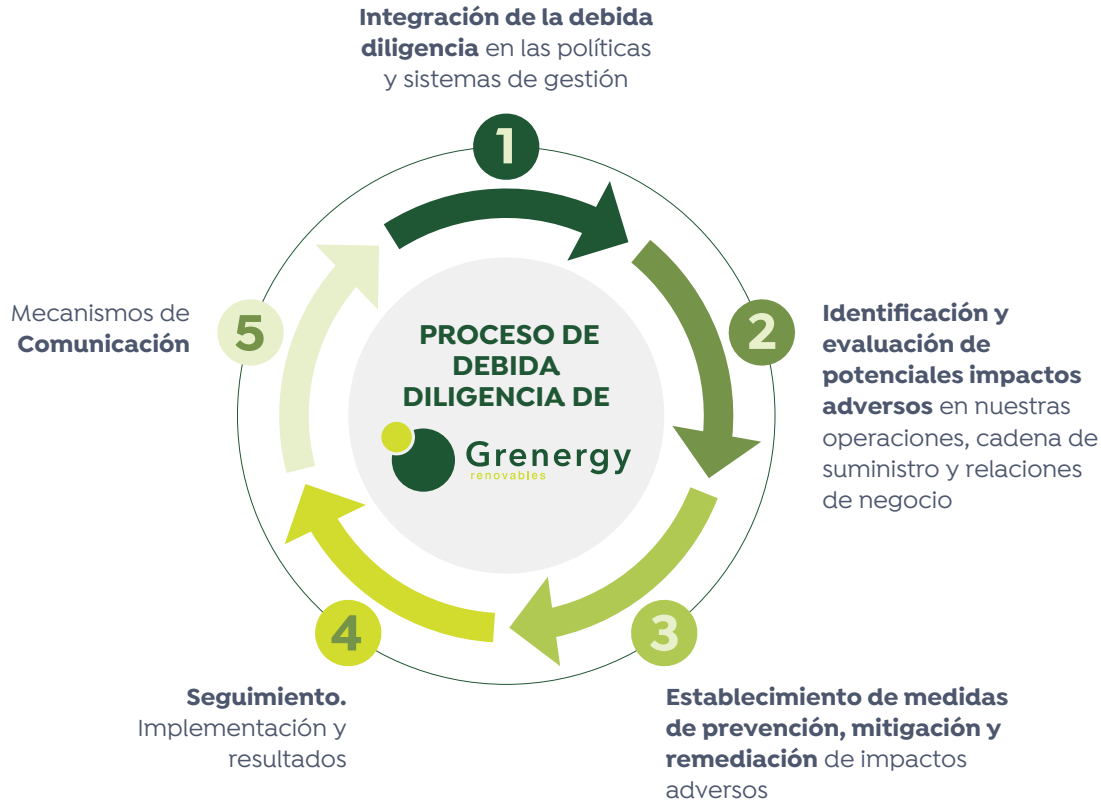 Integración de la debida
diligencia en las políticas
y sistemas de gestión
1
2
Identificación y
evaluación de
potenciales impactos
adversos en nuestras
operaciones, cadena de
suministro y relaciones
de negocio
3
Establecimiento de medidas
de prevención, mitigación y
remediación de impactos
adversos
4
Seguimiento.
Implementación y
resultados
5
Mecanismos de
Comunicación
PROCESO DE
DEBIDA
DILIGENCIA DE
Grenergy
renovables